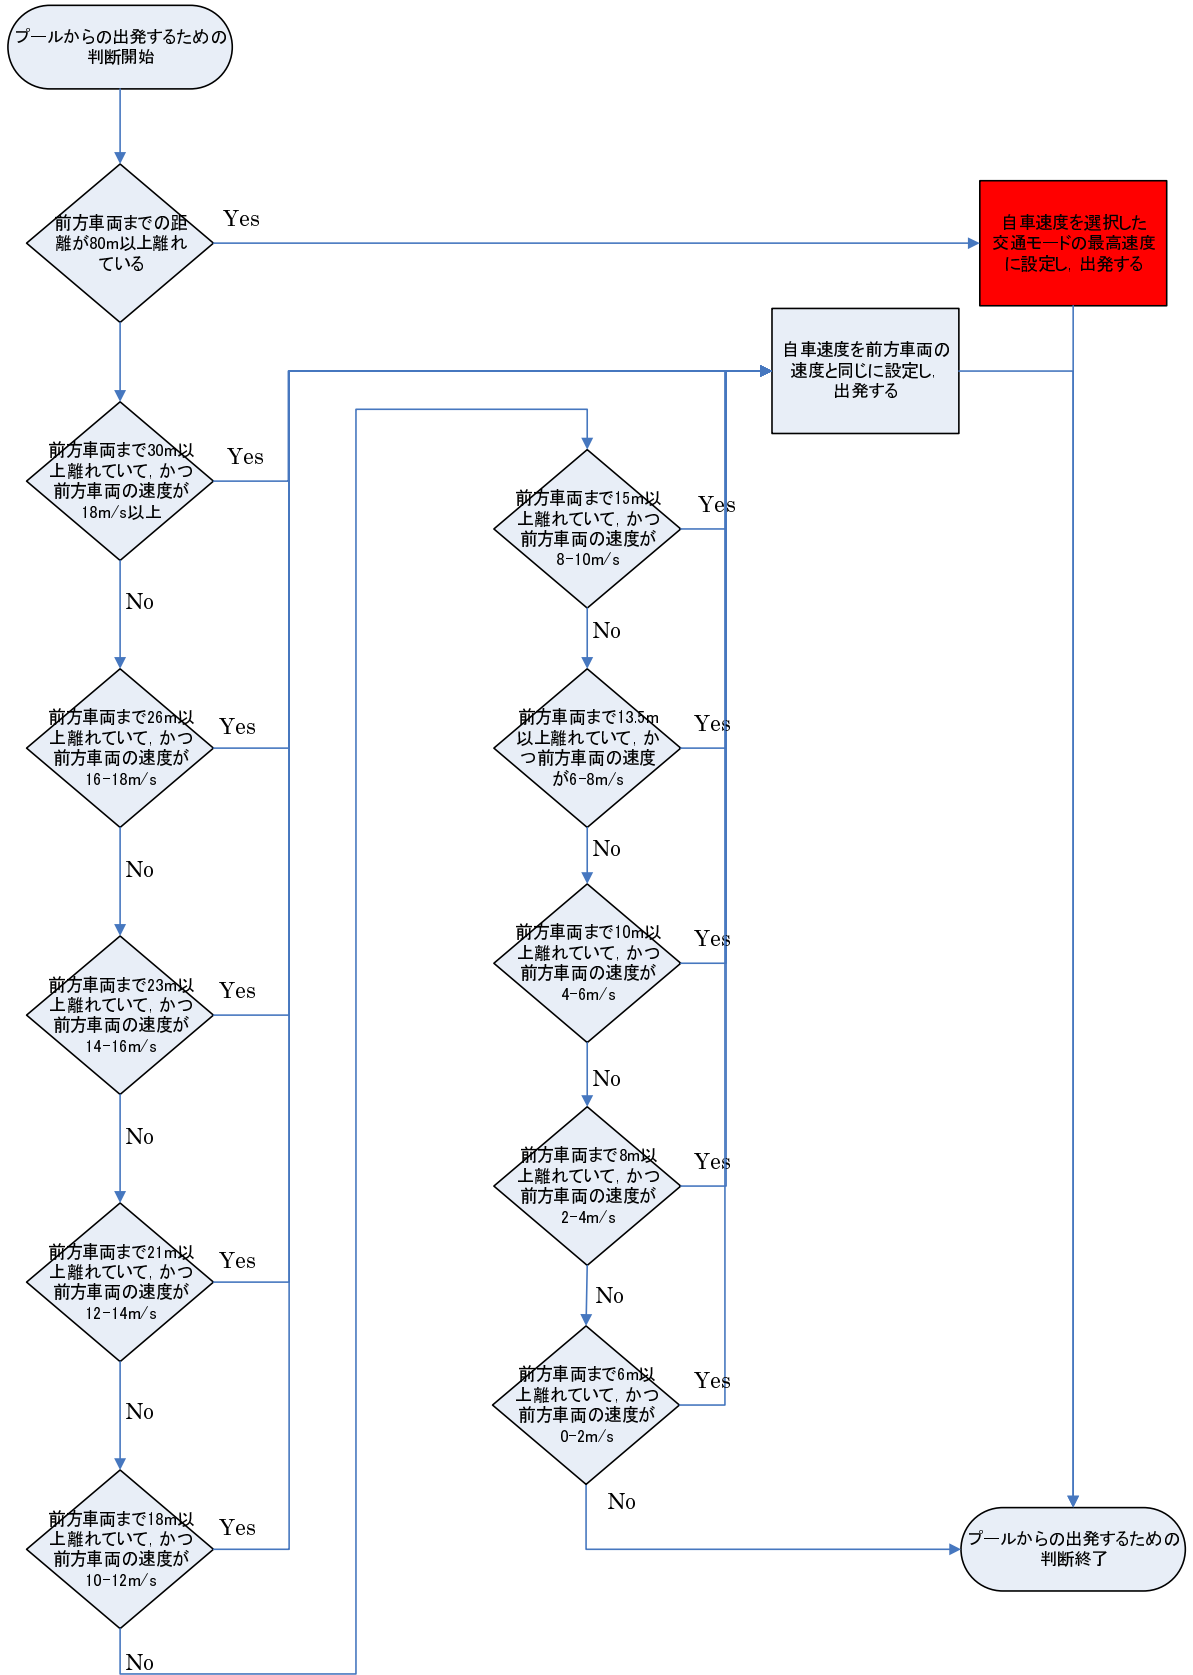 プールからの出発するための
判断開始
前方車両までの距
離が80m以上離れ
ている
Yes
自車速度を選択した
交通モードの最高速度
に設定し，出発する
自車速度を前方車両の
速度と同じに設定し，
出発する
前方車両まで30m以
上離れていて，かつ
前方車両の速度が
18m/s以上
Yes
No
前方車両まで26m以
上離れていて，かつ
前方車両の速度が
16-18m/s
Yes
No
前方車両まで23m以
上離れていて，かつ
前方車両の速度が
14-16m/s
Yes
No
前方車両まで21m以
上離れていて，かつ
前方車両の速度が
12-14m/s
Yes
No
前方車両まで18m以
上離れていて，かつ
前方車両の速度が
10-12m/s
Yes
No
前方車両まで15m以
上離れていて，かつ
前方車両の速度が
8-10m/s
Yes
No
前方車両まで13.5m
以上離れていて，か
つ前方車両の速度
が6-8m/s
Yes
No
前方車両まで10m以
上離れていて，かつ
前方車両の速度が
4-6m/s
Yes
No
前方車両まで8m以
上離れていて，かつ
前方車両の速度が
2-4m/s
Yes
No
前方車両まで6m以
上離れていて，かつ
前方車両の速度が
0-2m/s
Yes
No
プールからの出発するための
判断終了